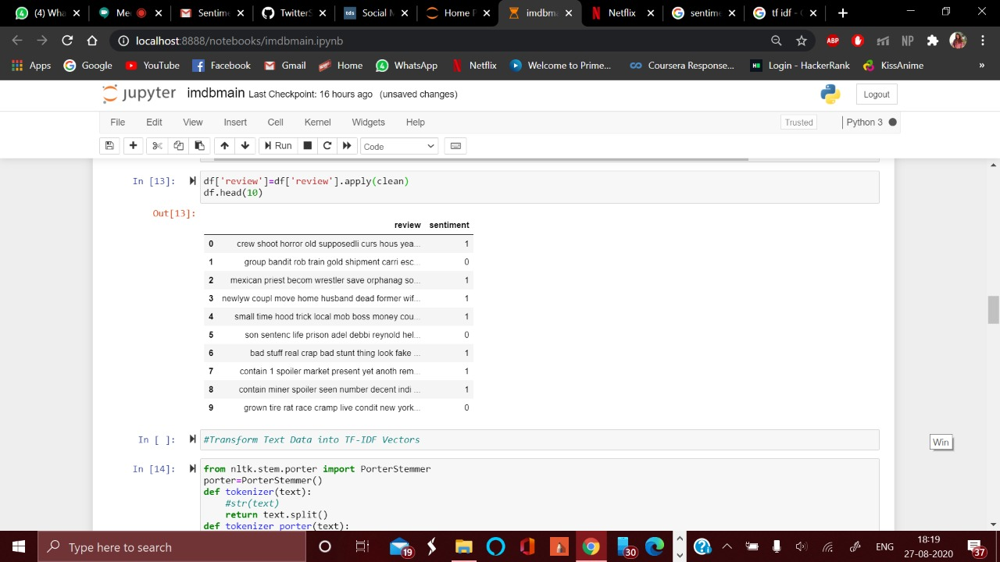 (4) Wha
Me
Sentim
TwitterS
tds Social M
Home P
imdbm
Netflix
sentime
tf idf - G
localhost:8888/notebooks/imdbmain.ipynb
ABP
NP
Apps Google YouTube Facebook Gmail Home WhatsApp Netflix Welcome to Prime... Coursera Response... Login - HackerRank KissAnime »
jupyter imdbmain Last Checkpoint: 16 hours ago (unsaved changes) Logout
File Edit View Insert Cell Kernel Widgets Help Trusted Python 3
Run Code
In [13]: df['review']=df['review'].apply(clean)
df.head(10)
Out[13]:
review sentiment
0 crew shoot horror old supposedli curs hous yea... 1
1 group bandit rob train gold shipment carri esc... 0
2 mexican priest becom wrestler save orphanag so... 1
3 newlyw coupl move home husband dead former wif... 1
4 small time hood trick local mob boss money cou... 1
5 son sentenc life prison adel debbi reynold hel... 0
6 bad stuff real crap bad stunt thing look fake ... 1
7 contain 1 spoiler market present yet anoth rem... 1
8 contain miner spoiler seen number decent indi ... 1
9 grown tire rat race cramp live condit new york... 0
In [ ]: #Transform Text Data into TF-IDF Vectors
Win
In [14]: from nltk.stem.porter import PorterStemmer
porter=PorterStemmer()
def tokenizer(text):
#str(text)
return text.split()
def tokenizer_porter(text):
Type here to search 19 30 ENG 18:19 37
27-08-2020